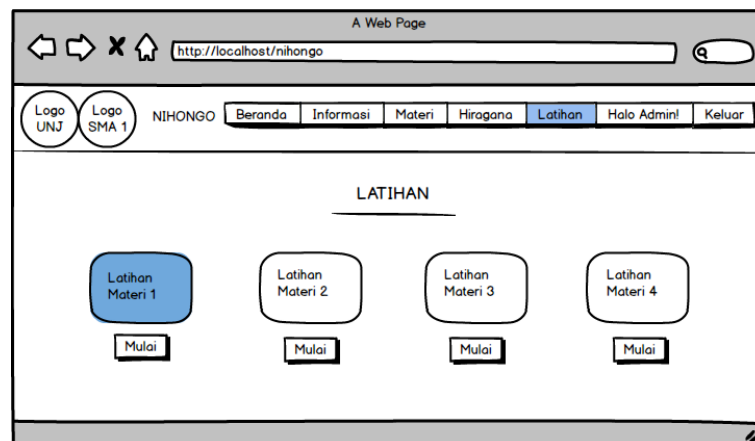 A Web Page
http://localhost/nihongo
Logo UNJ
Logo SMA 1
NIHONGO
Beranda Informasi Materi Hiragana Latihan Halo Admin! Keluar
LATIHAN
Latihan
Materi 1
Latihan
Materi 2
Latihan
Materi 3
Latihan
Materi 4
Mulai Mulai Mulai Mulai